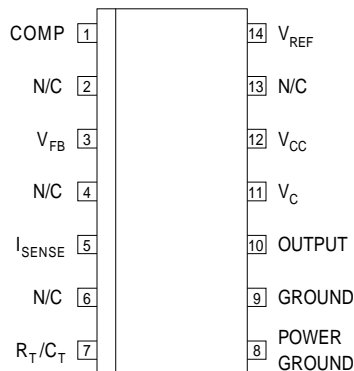 COMP 1 14 V_REF
N/C 2 13 N/C
V_FB 3 12 V_CC
N/C 4 11 V_C
I_SENSE 5 10 OUTPUT
N/C 6 9 GROUND
R_T/C_T 7 8 POWER
GROUND